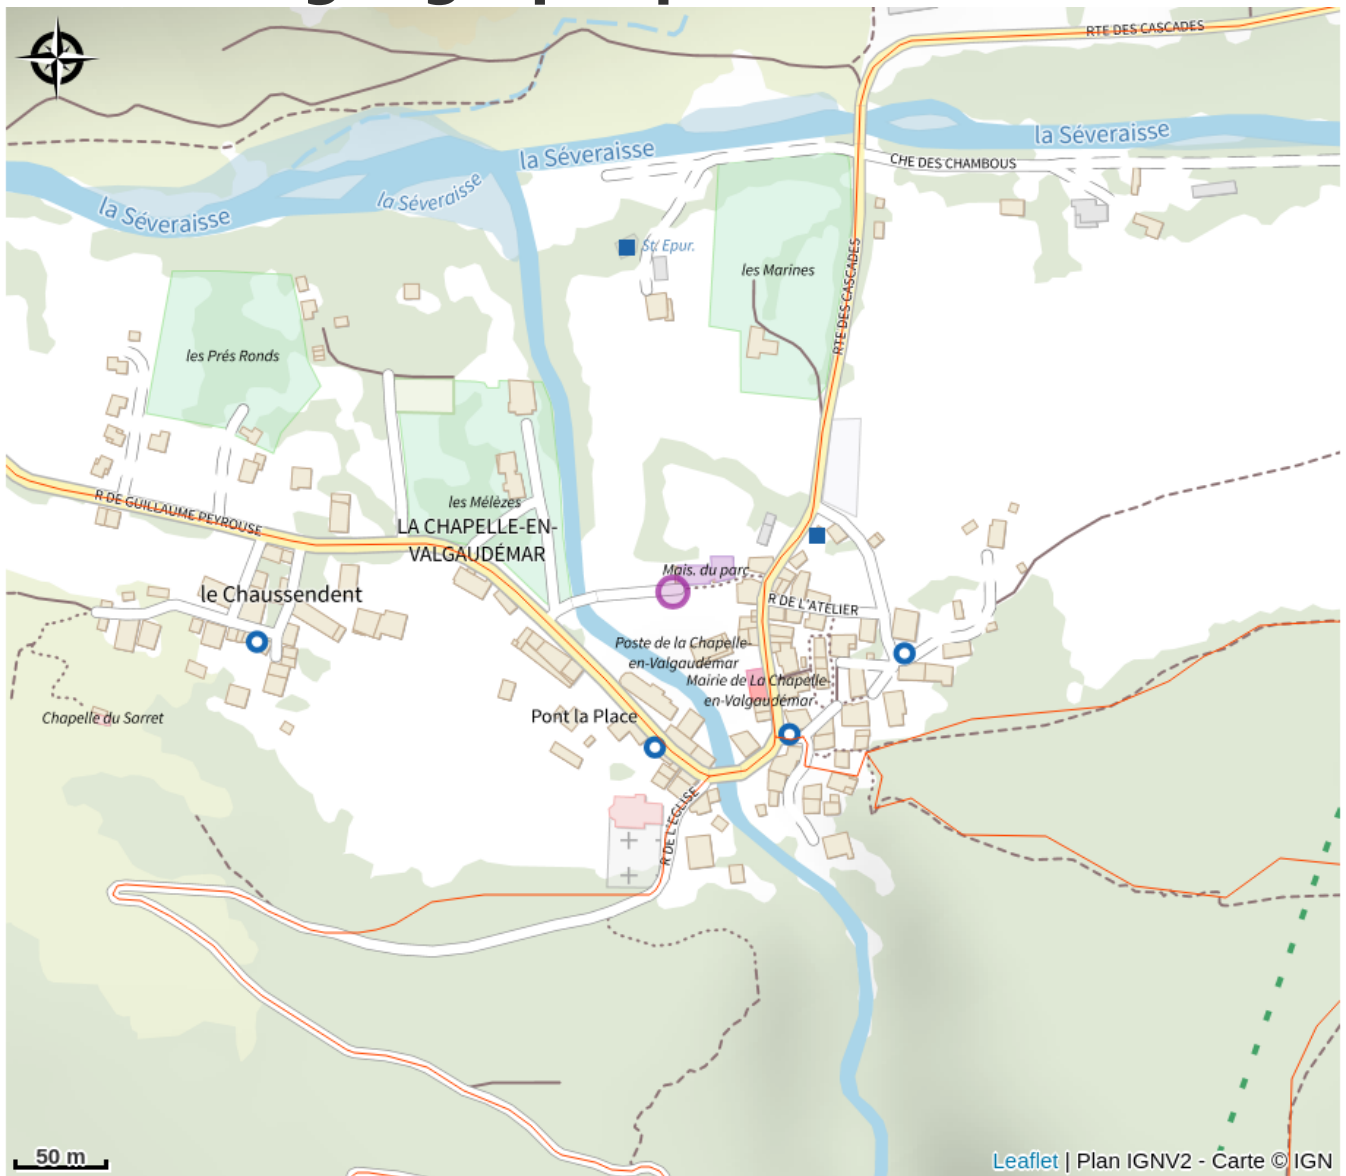 RTE DES CASCADES
la Séveraisse
la Séveraisse
CHE DES CHAMBOUS
la Séveraisse
la Séveraisse
St. Epur.
les Marines
RTE DES CASCADES
les Prés Ronds
R DE GUILLAUME PEYROUSE
les Mélèzes
LA CHAPELLE-EN-
VALGAUDÉMAR
Mais. du parc
le Chaussendent
R DE L'ATELIER
Poste de la Chapelle-
en-Valgaudémar
Mairie de La Chapelle-
en-Valgaudémar
Chapelle du Sarret
Pont la Place
R DE L'EGLISE
50 m
Leaflet | Plan IGNV2 - Carte © IGN